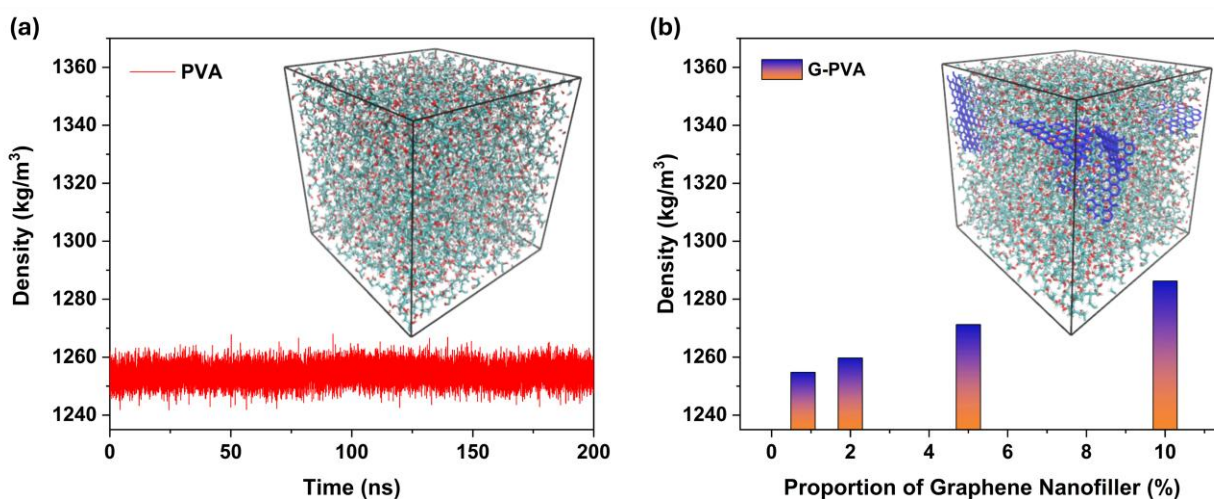 (a)
PVA
Density (kg/m³)
1360
1340
1320
1300
1280
1260
1240
0 50 100 150 200
Time (ns)
(b)
G-PVA
Density (kg/m³)
1360
1340
1320
1300
1280
1260
1240
0 2 4 6 8 10
Proportion of Graphene Nanofiller (%)